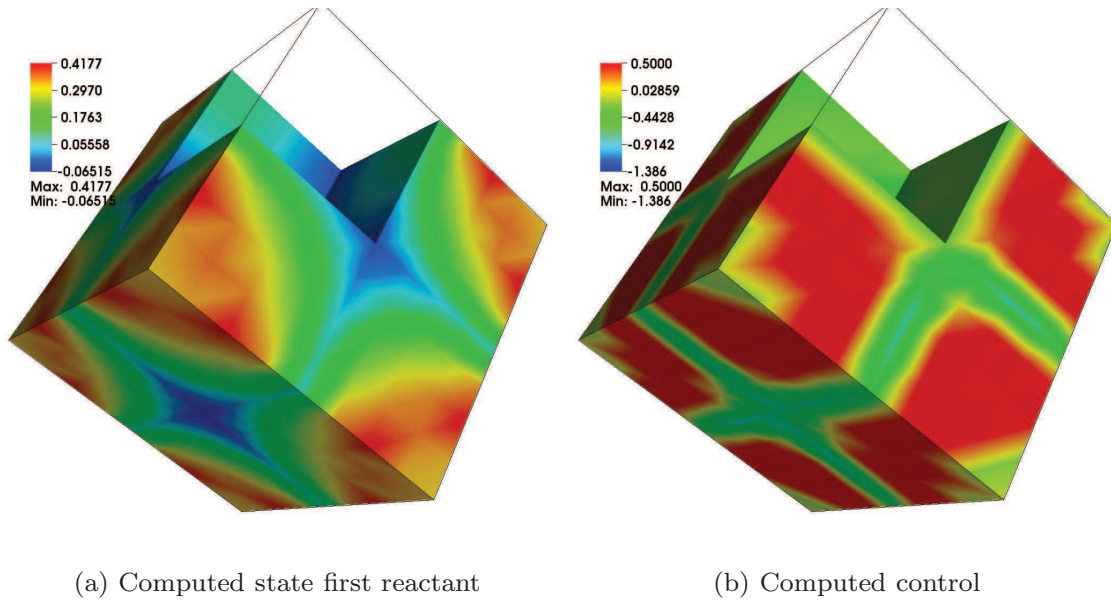 0.4177
0.2970
0.1763
0.05558
-0.06515
Max: 0.4177
Min: -0.06515
0.5000
0.02859
-0.4428
-0.9142
-1.386
Max: 0.5000
Min: -1.386
(a) Computed state first reactant
(b) Computed control